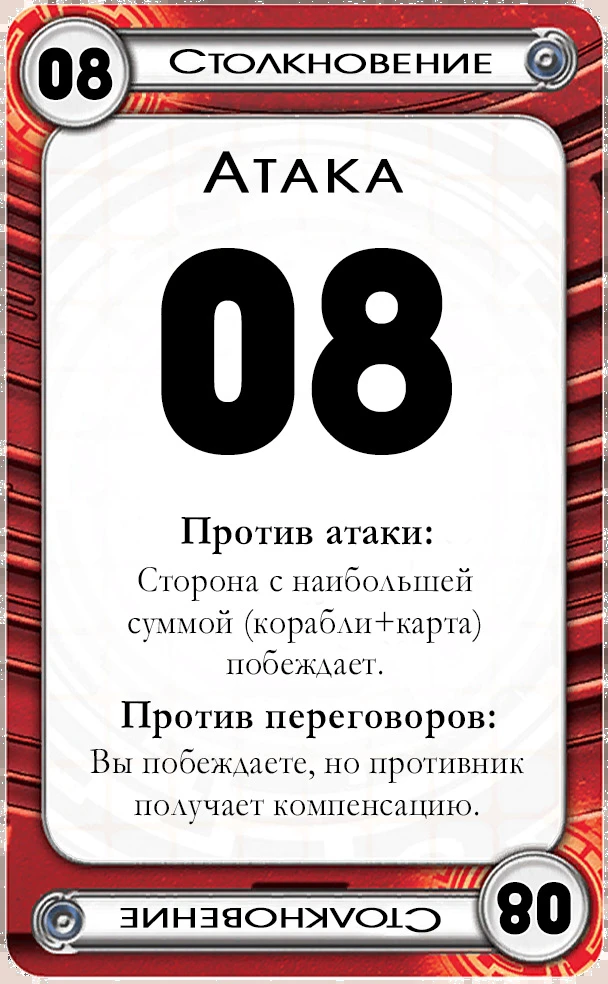 08 Столкновение
Атака
08
Против атаки:
Сторона с наибольшей
суммой (корабли+карта)
побеждает.
Против переговоров:
Вы побеждаете, но противник
получает компенсацию.
Столкновение 08